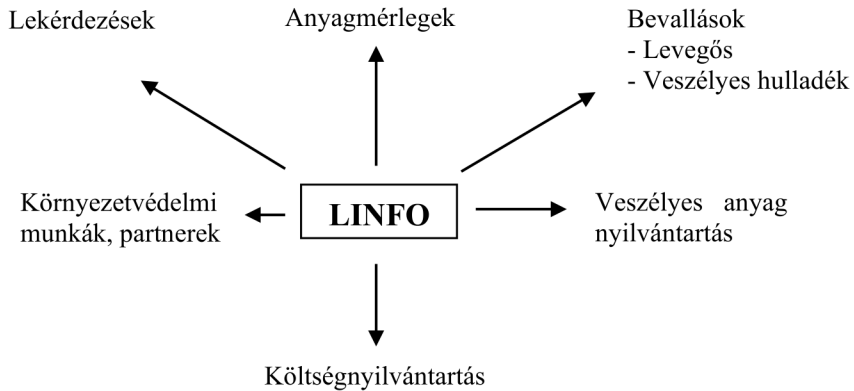 Lekérdezések
Anyagmérlegek
Bevallások
- Levegős
- Veszélyes hulladék
Környezetvédelmi
munkák, partnerek
LINFO
Veszélyes anyag
nyilvántartás
Költségnyilvántartás